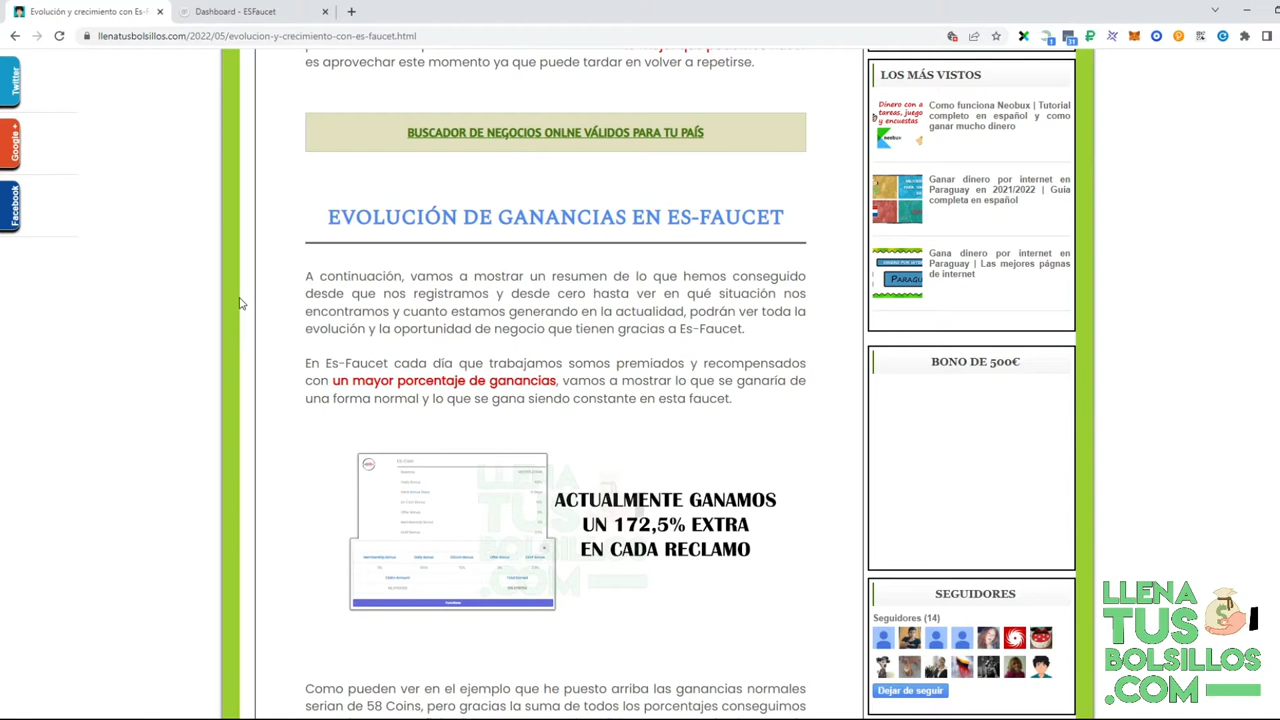 Evolución y crecimiento con Es-F
Dashboard - ESFaucet
llenatusbolsillos.com/2022/05/evolucion-y-crecimiento-con-es-faucet.html
Twitter
Google +
Facebook
es aprovechar este momento ya que puede tardar en volver a repetirse.
BUSCADOR DE NEGOCIOS ONLNE VÁLIDOS PARA TU PAÍS
EVOLUCIÓN DE GANANCIAS EN ES-FAUCET
A continuación, vamos a mostrar un resumen de lo que hemos conseguido
desde que nos registramos y desde cero hasta ver en qué situación nos
encontramos y cuanto estamos generando en la actualidad, podrán ver toda la
evolución y la oportunidad de negocio que tienen gracias a Es-Faucet.
En Es-Faucet cada día que trabajamos somos premiados y recompensados
con un mayor porcentaje de ganancias, vamos a mostrar lo que se ganaría de
una forma normal y lo que se gana siendo constante en esta faucet.
ACTUALMENTE GANAMOS
UN 172,5% EXTRA
EN CADA RECLAMO
Como pueden ver en el ejemplo que he puesto arriba las ganancias normales
serian de 58 Coins, pero gracias la suma de todos los porcentajes conseguimos
LOS MÁS VISTOS
Dinero con
tareas, juego
y encuestas
neobux
Como funciona Neobux | Tutorial
completo en español y como
ganar mucho dinero
Ganar dinero por internet en
Paraguay en 2021/2022 | Guia
completa en español
Gana dinero por internet en
Paraguay | Las mejores págnas
de internet
BONO DE 500€
SEGUIDORES
Seguidores (14)
Dejar de seguir
LLENA
TUS
BOLSILLOS
.COM